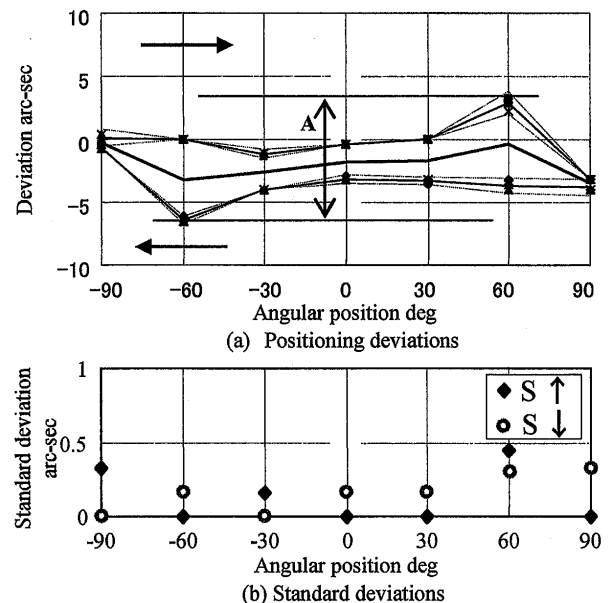 10
5
0
−5
−10
Deviation arc-sec
A
−90 −60 −30 0 30 60 90
Angular position deg
(a) Positioning deviations
1
0.5
0
Standard deviation
arc-sec
S ↑
S ↓
-90 -60 -30 0 30 60 90
Angular position deg
(b) Standard deviations